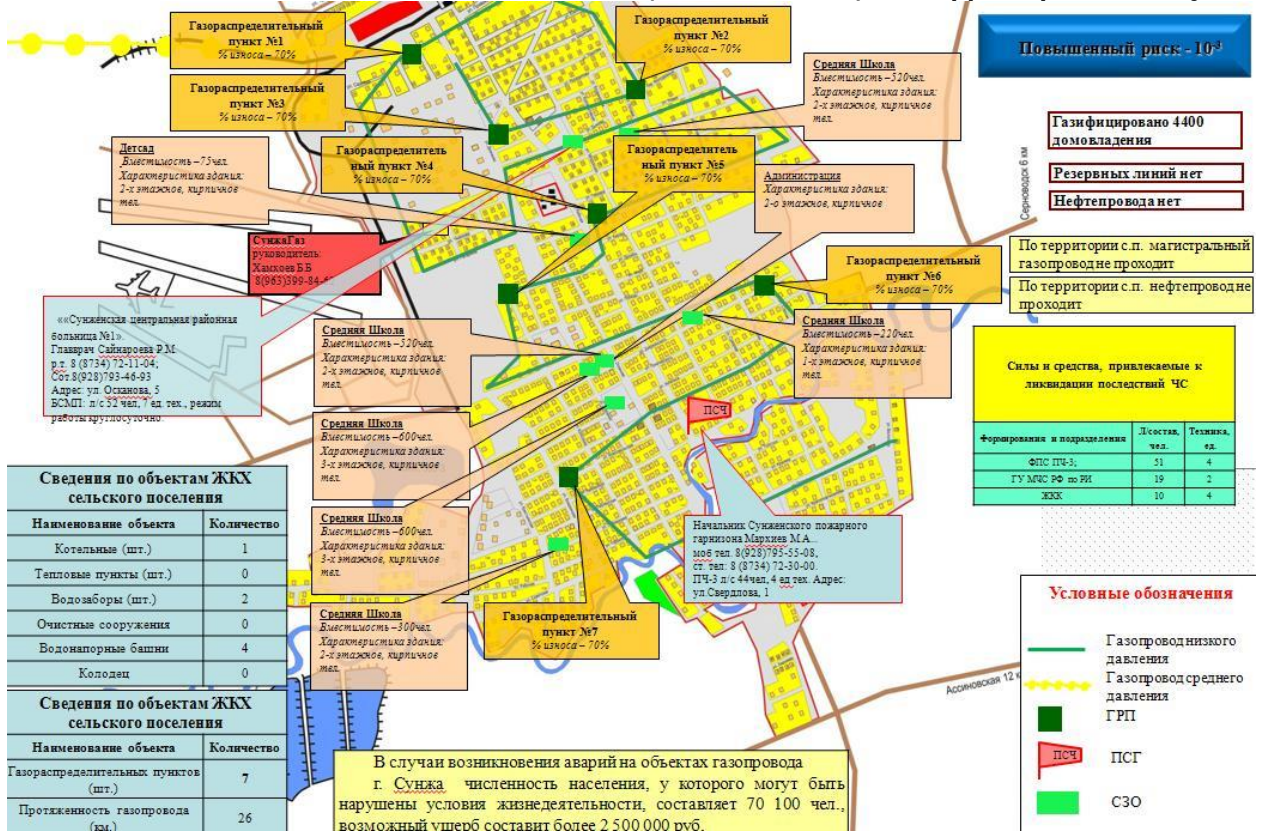 Газораспределительный
пункт №1
% износа – 70%
Газораспределительный
пункт №2
% износа – 70%
Повышенный риск - 10-3
Газораспределительный
пункт №3
% износа – 70%
Средняя Школа
Вместимость –520чел.
Характеристика здания:
2-х этажное, кирпичное
тел.
Газифицировано 4400
домовладения
Резервных линий нет
Нефтепровода нет
Серноводск 6 км
Детсад
Вместимость –75чел.
Характеристика здания:
2-х этажное, кирпичное
тел.
Газораспределитель
ный пункт №4
% износа – 70%
Газораспределитель
ный пункт №5
% износа – 70%
Администрация
Характеристика здания:
2-о этажное, кирпичное
СунжаГаз
руководитель:
Хамхоев Б.Б
8(963)399-84-
Газораспределительный
пункт №6
% износа – 70%
По территории с.п. магистральный
газопровод не проходит
По территории с.п. нефтепровод не
проходит
««Сунженская центральная районная
больница №1».
Главврач Сайнароева Р.М
р.т. 8 (8734) 72-11-04;
Сот.8(928)793-46-93
Адрес: ул. Осканова, 5
БСМП: л/с 52 чел, 7 ед. тех., режим
работы круглосуточно.
Средняя Школа
Вместимость –520чел.
Характеристика здания:
2-х этажное, кирпичное
тел.
Средняя Школа
Вместимость –220чел.
Характеристика здания:
1-х этажное, кирпичное
тел.
Силы и средства, привлекаемые к
ликвидации последствий ЧС
Формирования и подразделения Л/состав, чел. Техника, ед.
ФПС ПЧ-3; 51 4
ГУ МЧС РФ по РИ 19 2
ЖКК 10 4
ПСЧ
Средняя Школа
Вместимость –600чел.
Характеристика здания:
3-х этажное, кирпичное
тел.
Сведения по объектам ЖКХ
сельского поселения
Наименование объекта Количество
Котельные (шт.) 1
Тепловые пункты (шт.) 0
Водозаборы (шт.) 2
Очистные сооружения 0
Водонапорные башни 4
Колодец 0
Средняя Школа
Вместимость –600чел.
Характеристика здания:
3-х этажное, кирпичное
тел.
Начальник Сунженского пожарного
гарнизона Мархиев М.А...
моб тел. 8(928)795-55-08,
ст. тел: 8 (8734) 72-30-00.
ПЧ-3 л/с 44чел, 4 ед тех. Адрес:
ул.Свердлова, 1
Средняя Школа
Вместимость –300чел.
Характеристика здания:
2-х этажное, кирпичное
тел.
Газораспределительный
пункт №7
% износа – 70%
Ассиновская 12 к
Сведения по объектам ЖКХ
сельского поселения
Наименование объекта Количество
Газораспределительных пунктов
(шт.) 7
Протяженность газопровода
(км.) 26
В случаи возникновения аварий на объектах газопровода
г. Сунжа численность населения, у которого могут быть
нарушены условия жизнедеятельности, составляет 70 100 чел.,
возможный ущерб составит более 2 500 000 руб.
Условные обозначения
Газопровод низкого
давления
Газопровод среднего
давления
ГРП
ПСЧ
ПСГ
СЗО